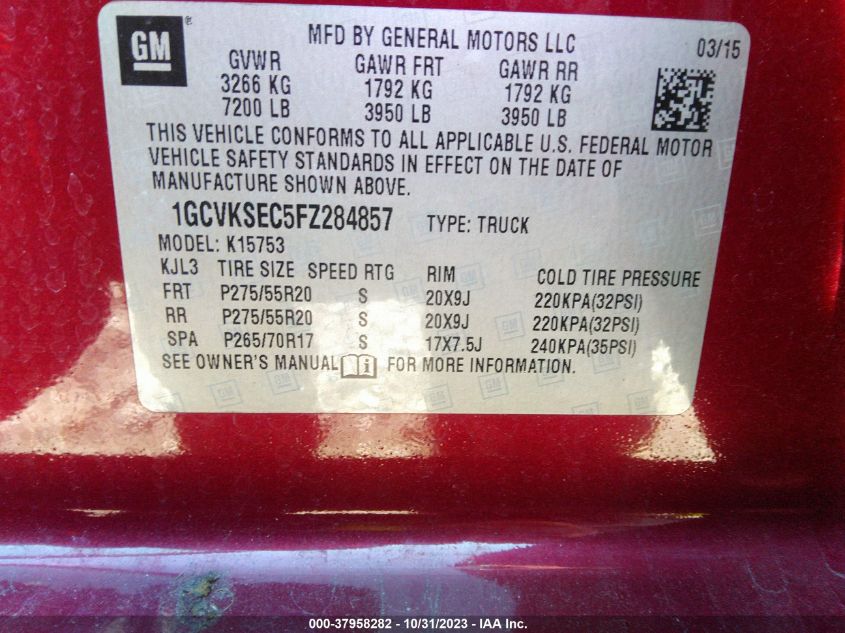 GM ®
MFD BY GENERAL MOTORS LLC 03/15
GVWR GAWR FRT GAWR RR
3266 KG 1792 KG 1792 KG
7200 LB 3950 LB 3950 LB
THIS VEHICLE CONFORMS TO ALL APPLICABLE U.S. FEDERAL MOTOR
VEHICLE SAFETY STANDARDS IN EFFECT ON THE DATE OF
MANUFACTURE SHOWN ABOVE.
1GCVKSEC5FZ284857 TYPE: TRUCK
MODEL: K15753
KJL3 TIRE SIZE SPEED RTG RIM COLD TIRE PRESSURE
FRT P275/55R20 S 20X9J 220KPA(32PSI)
RR P275/55R20 S 20X9J 220KPA(32PSI)
SPA P265/70R17 S 17X7.5J 240KPA(35PSI)
SEE OWNER'S MANUAL FOR MORE INFORMATION.
000-37958282 - 10/31/2023 - IAA Inc.